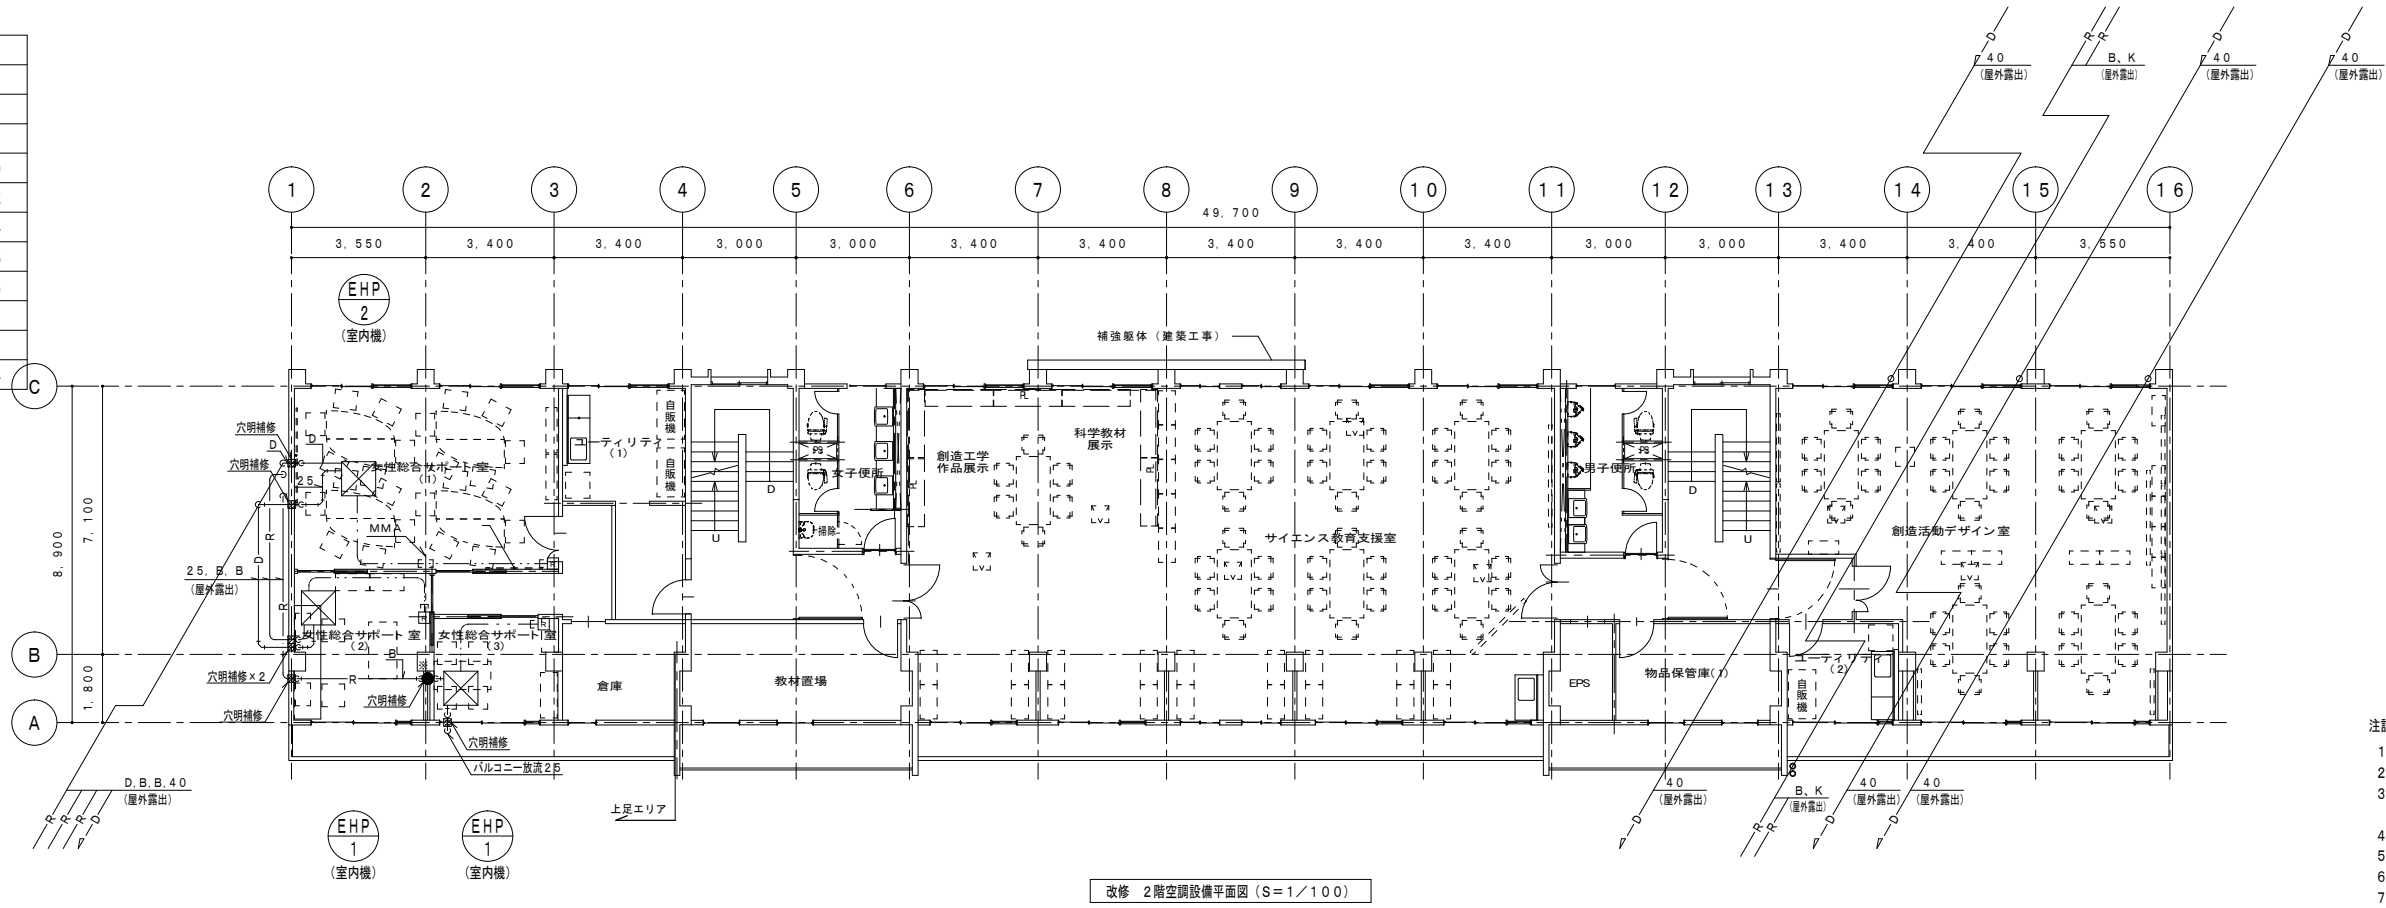 D
R
R
D
D
40
(屋外露出)
B、K
(屋外露出)
40
(屋外露出)
40
(屋外露出)
1
2
3
4
5
6
7
8
9
10
11
12
13
14
15
16
49,700
3,550
3,400
3,400
3,000
3,000
3,400
3,400
3,400
3,400
3,400
3,000
3,000
3,400
3,400
3,550
EHP
2
(室内機)
補強躯体(建築工事)
C
B
A
8,900
7,100
1,800
穴明補修
D
穴明補修
D
25
女性総合サポート室
(1)
MMA
R
D
R
25,B,B
(屋外露出)
ユーティリティ
(1)
自販機
自販機
U
D
PS
女子便所
掃除
創造工学
作品展示
科学教材
展示
サイエンス教育支援室
男子便所
PS
D
U
創造活動デザイン室
女性総合サポート室
(2)
女性総合サポート室
(3)
R
R
R
B
R
※
穴明補修×2
穴明補修
穴明補修
穴明補修
バルコニー放流25
倉庫
教材置場
EPS
物品保管庫(1)
ユーティリティ
(2)
自販機
上足エリア
D,B,B,40
(屋外露出)
R
R
R
D
EHP
1
(室内機)
EHP
1
(室内機)
40
(屋外露出)
B、K
(屋外露出)
40
(屋外露出)
40
(屋外露出)
D
R
R
D
D
注
1
2
3
4
5
6
7
改修 2階空調設備平面図(S=1/100)